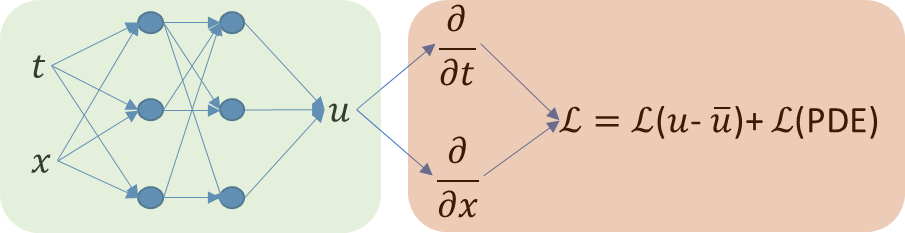 t
x
u
∂
∂t
∂
∂x
ℒ = ℒ(u- ū)+ ℒ(PDE)